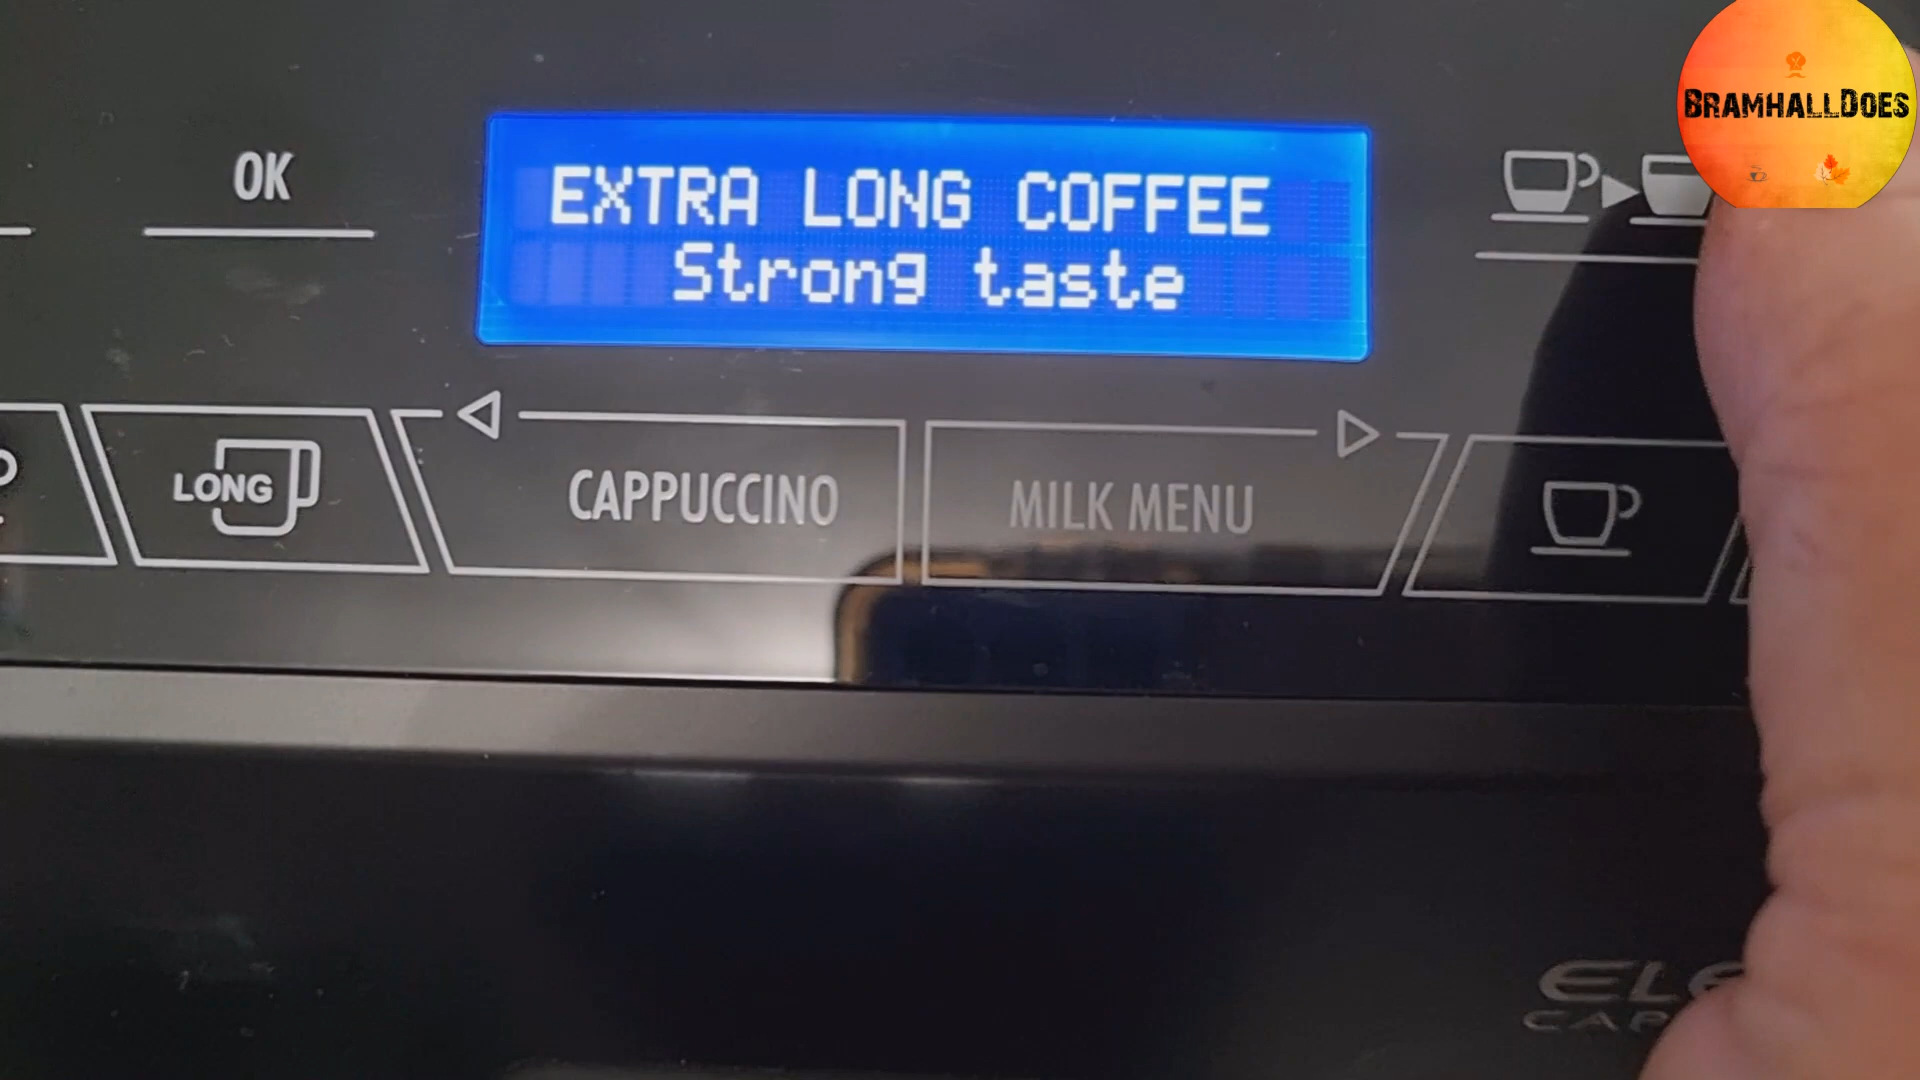 BRAMHALLDOES
OK
EXTRA LONG COFFEE
Strong taste
LONG
CAPPUCCINO
MILK MENU